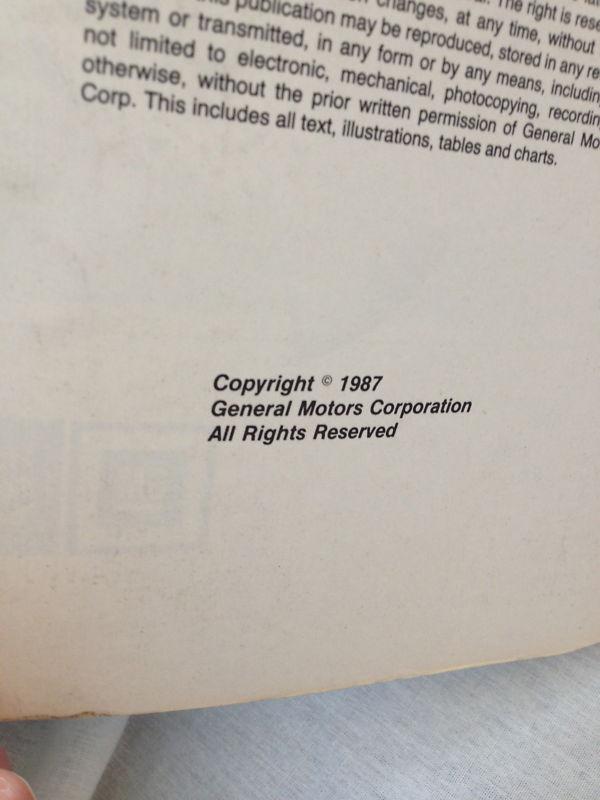 changes, at any time, without
publication may be reproduced, stored in any re
system or transmitted, in any form or by any means, including
not limited to electronic, mechanical, photocopying, recordin
otherwise, without the prior written permission of General Mo
Corp. This includes all text, illustrations, tables and charts.
Copyright © 1987
General Motors Corporation
All Rights Reserved